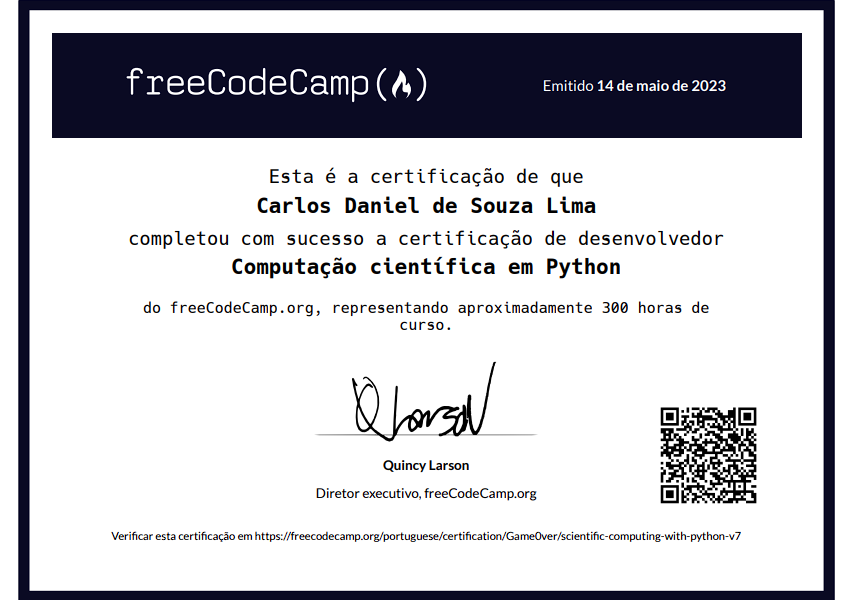 freeCodeCamp(🔥)
Emitido 14 de maio de 2023
Esta é a certificação de que
Carlos Daniel de Souza Lima
completou com sucesso a certificação de desenvolvedor
Computação científica em Python
do freeCodeCamp.org, representando aproximadamente 300 horas de
curso.
Q Larson
Quincy Larson
Diretor executivo, freeCodeCamp.org
Verificar esta certificação em https://freecodecamp.org/portuguese/certification/Game0ver/scientific-computing-with-python-v7